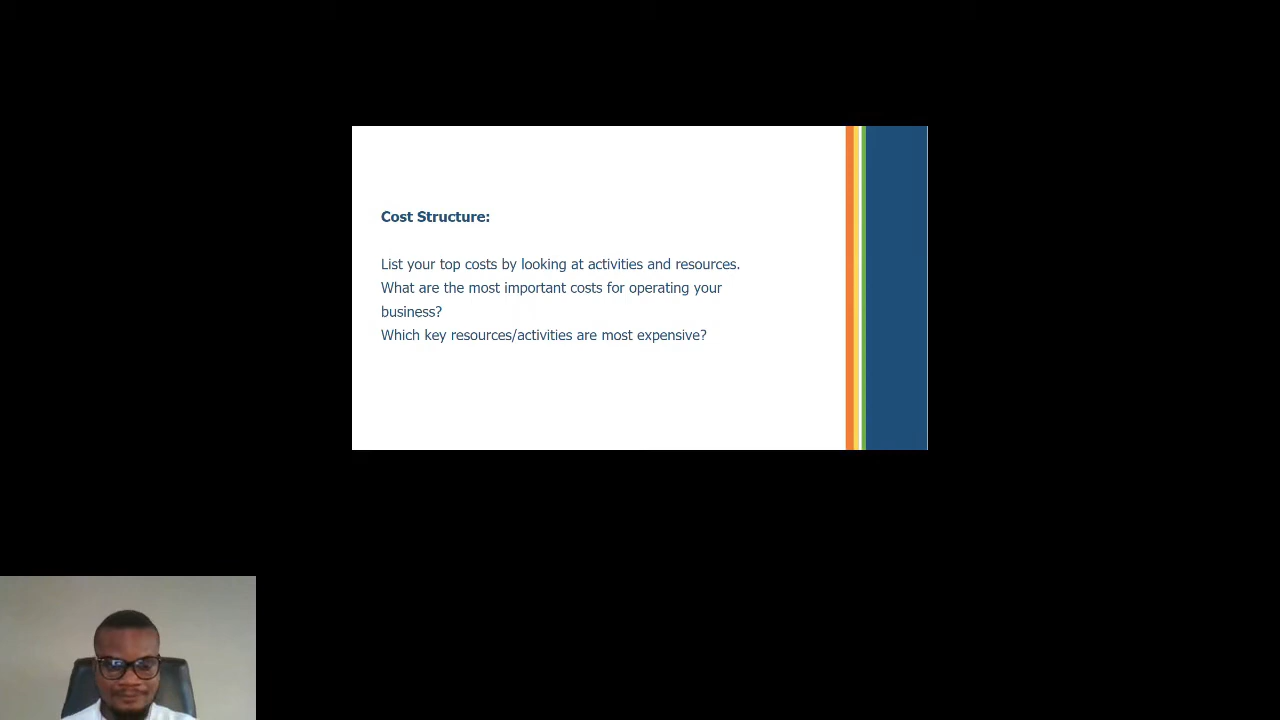 Cost Structure:
List your top costs by looking at activities and resources.
What are the most important costs for operating your
business?
Which key resources/activities are most expensive?